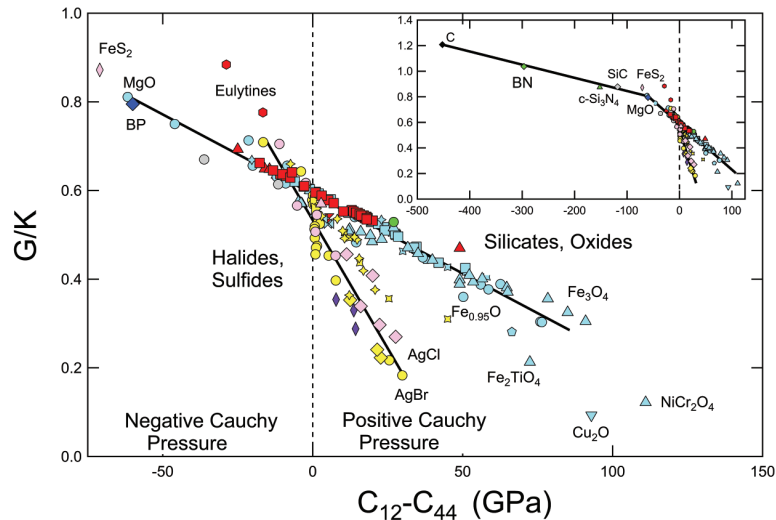 FeS2
MgO
BP
Eulytines
Halides,
Sulfides
Silicates, Oxides
Fe3O4
Fe0.95O
Fe2TiO4
NiCr2O4
Cu2O
AgCl
AgBr
Negative Cauchy
Pressure
Positive Cauchy
Pressure
G/K
1.0
0.8
0.6
0.4
0.2
0.0
-50 0 50 100 150
C12-C44 (GPa)
1.4
1.2
1.0
0.8
0.6
0.4
0.2
0.0
C
BN
SiC
FeS2
c-Si3N4
MgO
-500 -400 -300 -200 -100 0 100